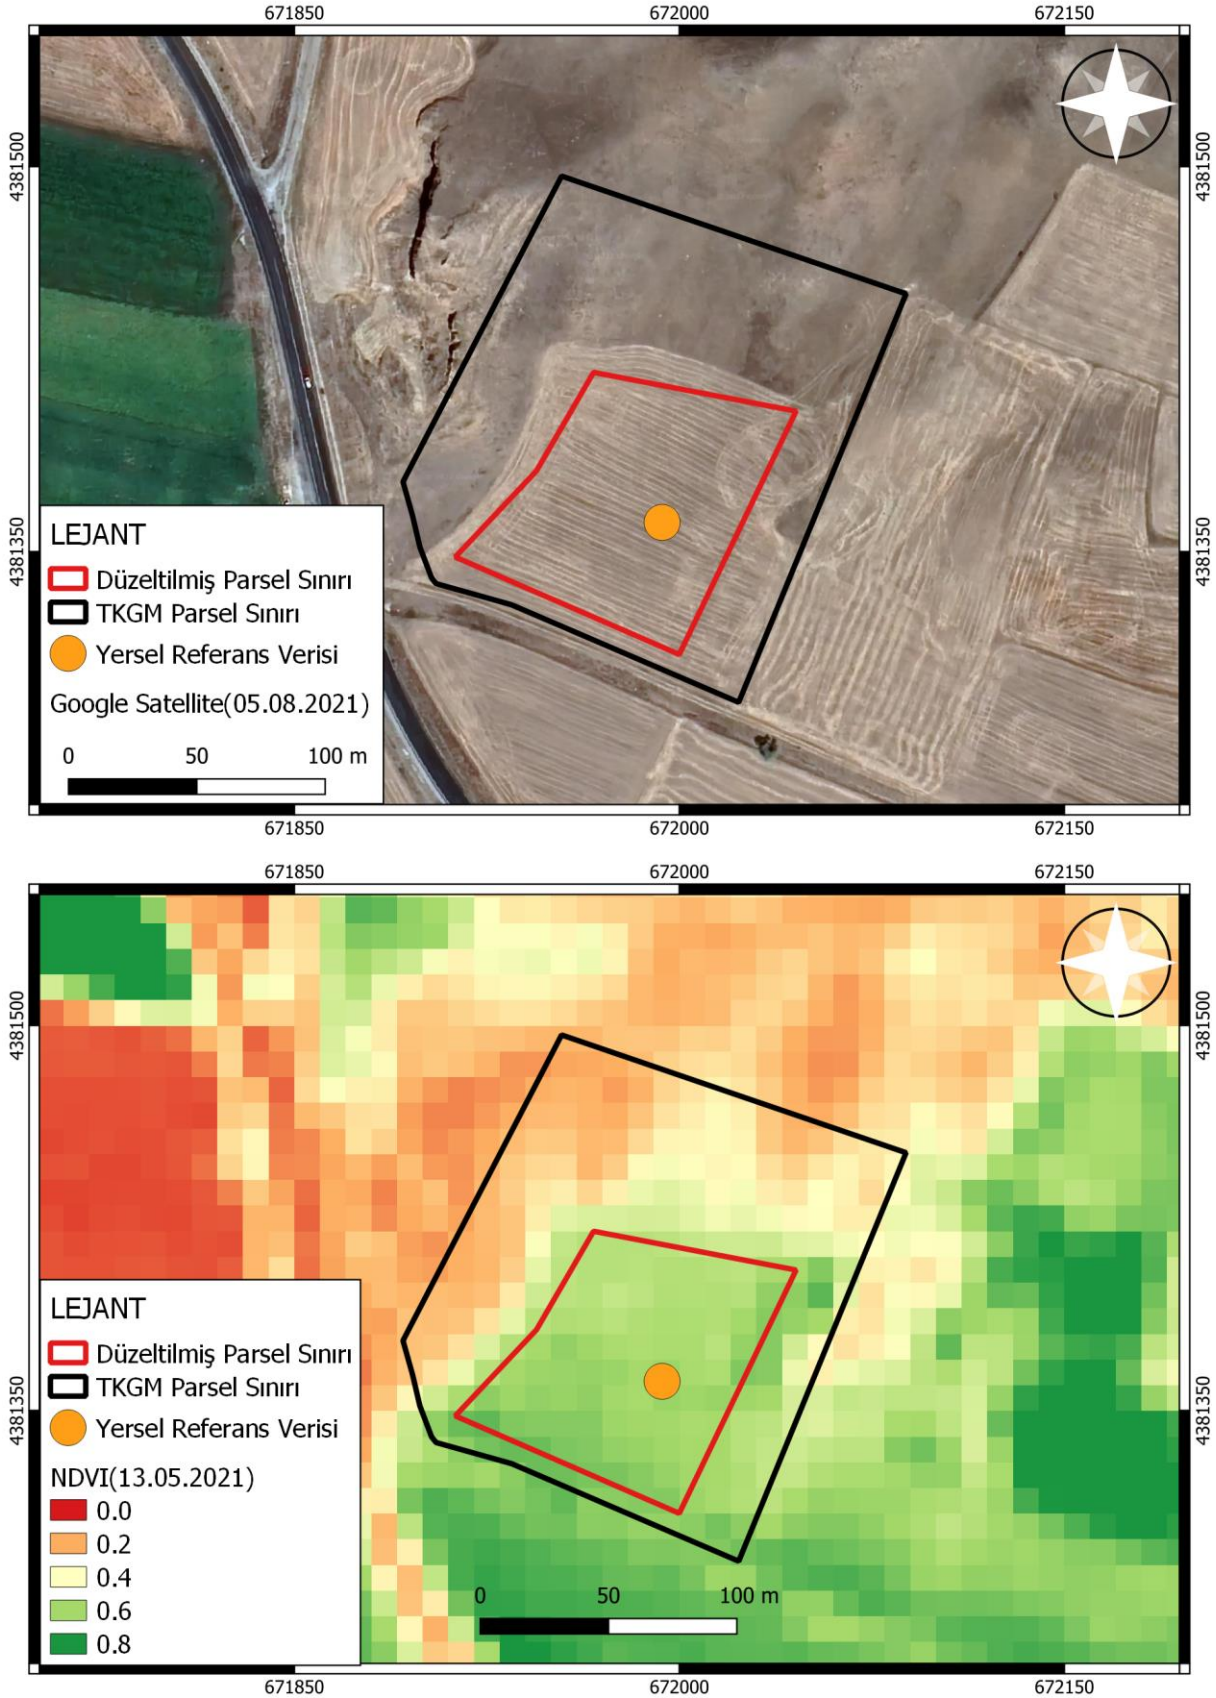 671850 672000 672150
4381500 4381500
4381350 4381350
LEJANT
Düzeltilmiş Parsel Sınırı
TKGM Parsel Sınırı
Yersel Referans Verisi
Google Satellite(05.08.2021)
0 50 100 m
671850 672000 672150
671850 672000 672150
4381500 4381500
4381350 4381350
LEJANT
Düzeltilmiş Parsel Sınırı
TKGM Parsel Sınırı
Yersel Referans Verisi
NDVI(13.05.2021)
0.0
0.2
0.4
0.6
0.8
0 50 100 m
671850 672000 672150